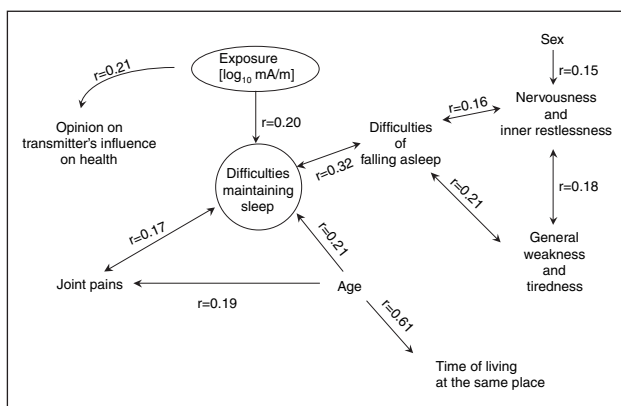 Sex
Exposure
[log₁₀ mA/m]
r=0.21
r=0.15
Nervousness
and
inner restlessness
r=0.16
Opinion on
transmitter's influence
on health
r=0.20
Difficulties
of
falling asleep
Difficulties
maintaining
sleep
r=0.32
r=0.18
r=0.21
r=0.17
r=0.21
General
weakness
and
tiredness
Joint pains
r=0.19
Age
r=0.61
Time of living
at the same place